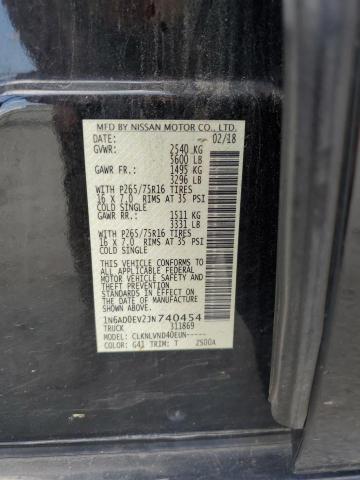 MFD BY NISSAN MOTOR CO., LTD.
DATE: 02/18
GVWR: 2540 KG
5600 LB
GAWR FR: 1495 KG
3296 LB
WITH P265/75R16 TIRES
16 X 7.0 RIMS AT 35 PSI
COLD SINGLE
GAWR RR: 1511 KG
3331 LB
WITH P265/75R16 TIRES
16 X 7.0 RIMS AT 35 PSI
COLD SINGLE
THIS VEHICLE CONFORMS TO
ALL APPLICABLE FEDERAL MOTOR
VEHICLE SAFETY
STANDARDS IN EFFECT ON THE
DATE OF MANUFACTURE
SHOWN ABOVE.
1N6AD0EV2JN740454
TRUCK 311869
MODEL: CLKNLVND40EUN-----
COLOR: G41 TRIM: T 2S00A